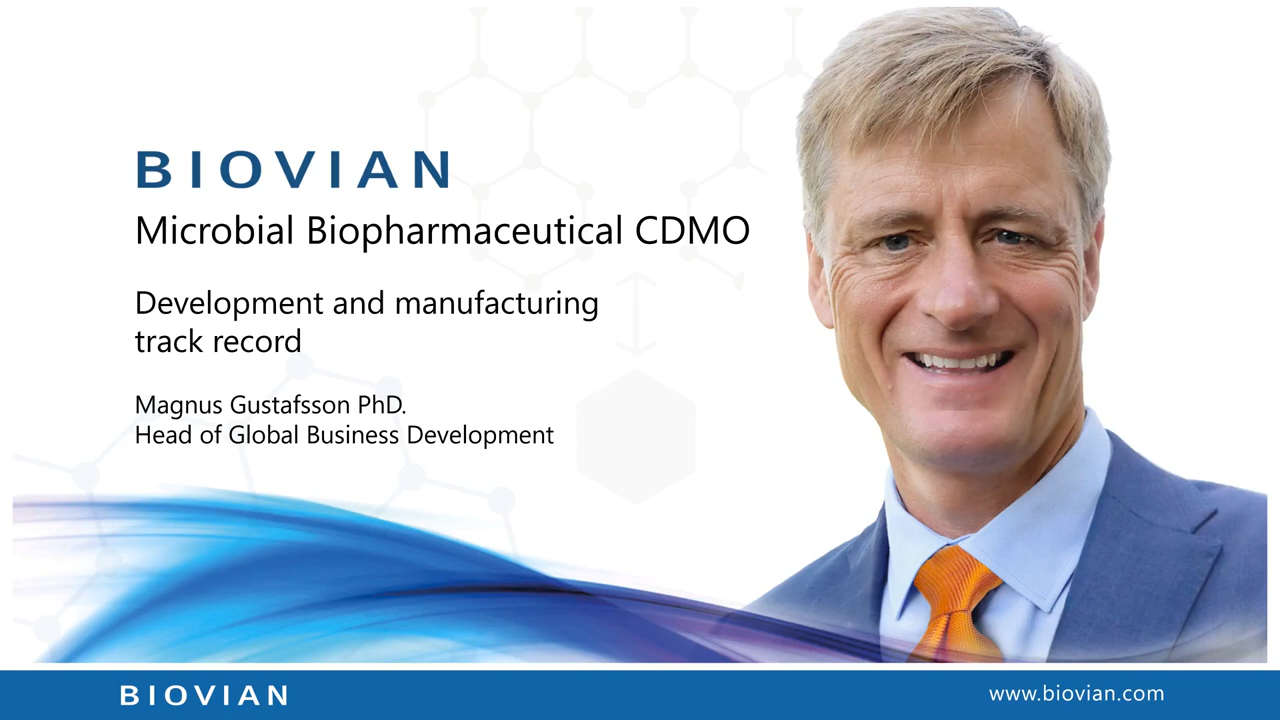 BIOVIAN
Microbial Biopharmaceutical CDMO
Development and manufacturing
track record
Magnus Gustafsson PhD.
Head of Global Business Development
BIOVIAN
www.biovian.com